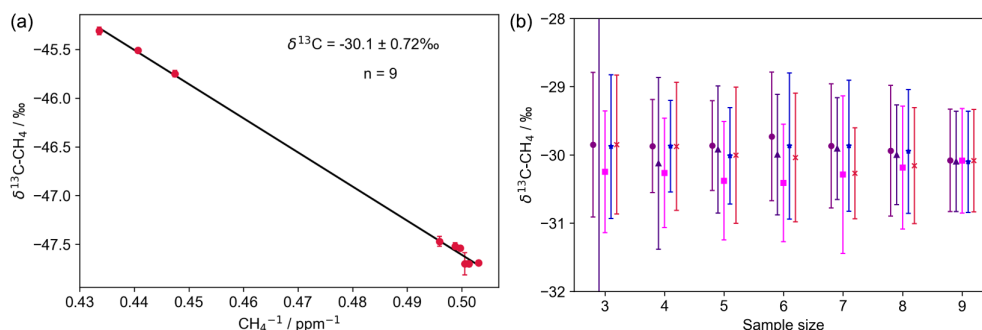 (a)
δ¹³C = -30.1 ± 0.72‰
n = 9
−45.5
−46.0
−46.5
−47.0
−47.5
δ¹³C-CH₄ / ‰
0.43 0.44 0.45 0.46 0.47 0.48 0.49 0.50
CH₄⁻¹ / ppm⁻¹
(b)
−28
−29
−30
−31
−32
δ¹³C-CH₄ / ‰
3 4 5 6 7 8 9
Sample size